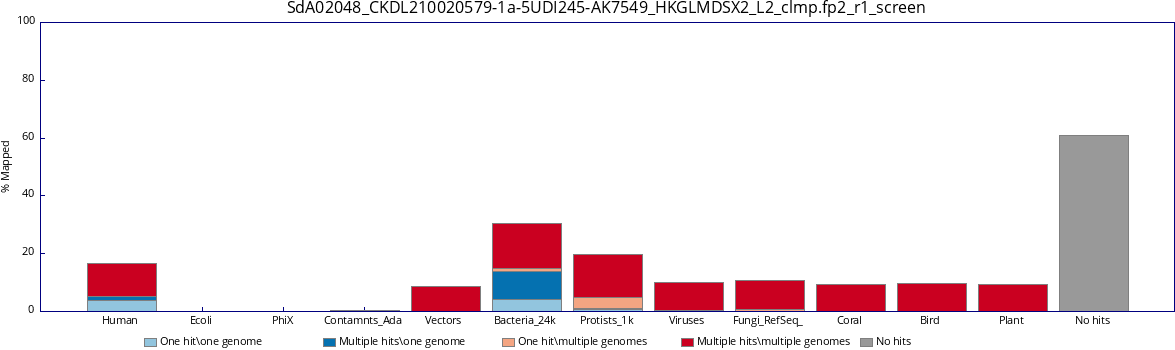 SdA02048_CKDL210020579-1a-5UDI245-AK7549_HKGLMDSX2_L2_clmp.fp2_r1_screen
100
80
60
40
20
0
% Mapped
Human Ecoli PhiX Contamnts_Ada Vectors Bacteria_24k Protists_1k Viruses Fungi_RefSeq_ Coral Bird Plant No hits
One hit\one genome Multiple hits\one genome One hit\multiple genomes Multiple hits\multiple genomes No hits